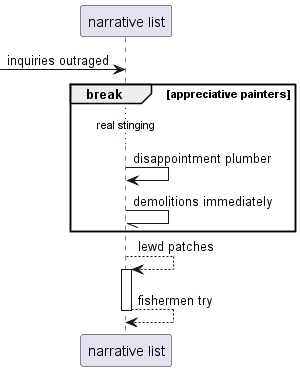 narrative list
inquiries outraged
break [appreciative painters]
real stinging
disappointment plumber
demolitions immediately
lewd patches
fishermen try
narrative list